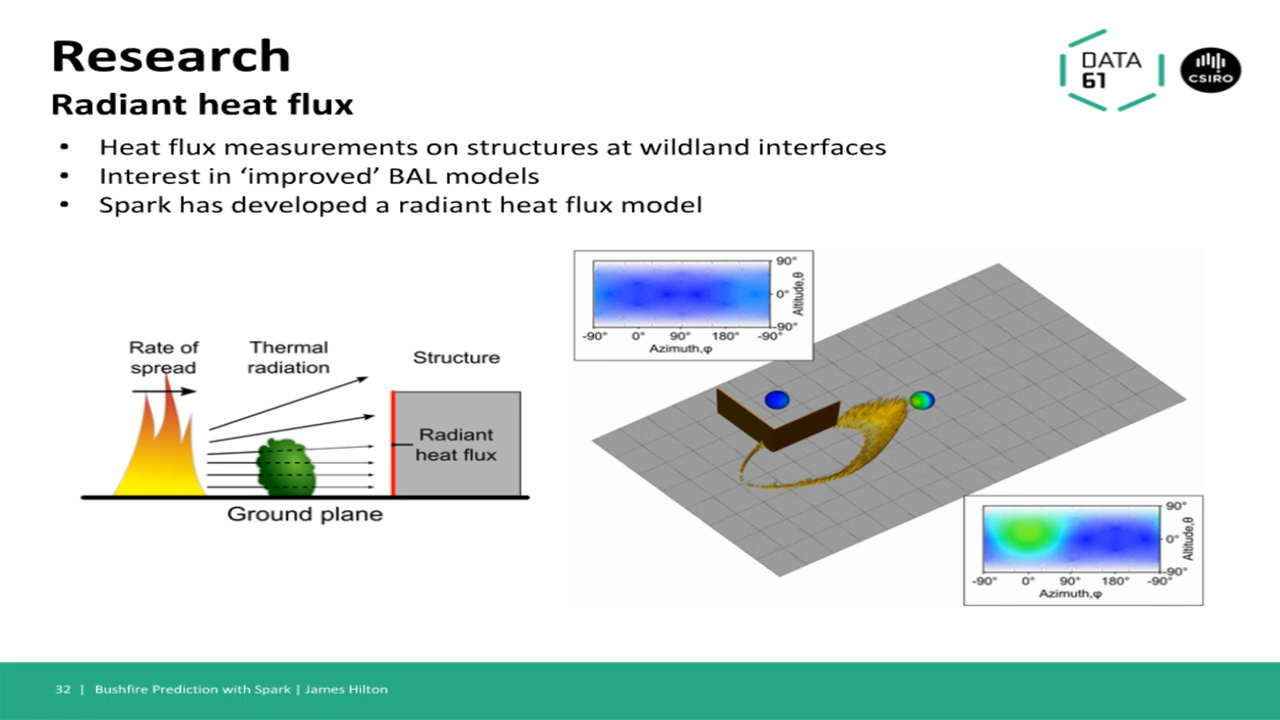 Research
Radiant heat flux
DATA
61
CSIRO
• Heat flux measurements on structures at wildland interfaces
• Interest in ‘improved’ BAL models
• Spark has developed a radiant heat flux model
Rate of
spread
Thermal
radiation
Structure
Radiant
heat flux
Ground plane
90°
0°
-90°
Altitude,θ
-90° 0° 90° 180° -90°
Azimuth,φ
90°
0°
-90°
Altitude,θ
-90° 0° 90° 180° -90°
Azimuth,φ
32 | Bushfire Prediction with Spark | James Hilton